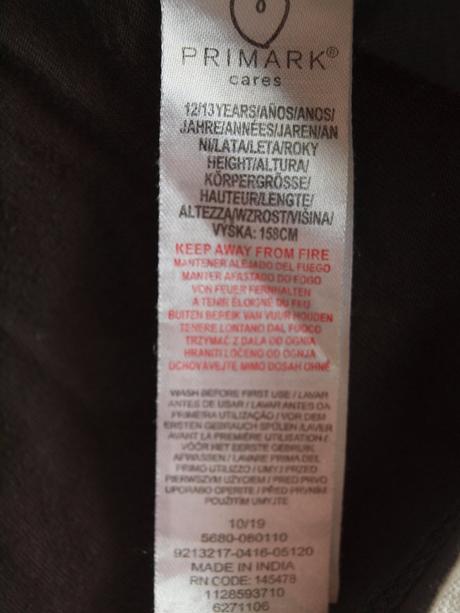 PRIMARK®
cares
12/13YEARS/AÑOS/ANOS/
JAHRE/ANNÉES/JAREN/AN
NI/LATA/LETA/ROKY
HEIGHT/ALTURA/
KÖRPERGRÖSSE/
HAUTEUR/LENGTE/
ALTEZZA/WZROST/VIŠINA/
VÝŠKA: 158CM
KEEP AWAY FROM FIRE
MANTENER ALEJADO DEL FUEGO
MANTER AFASTADO DO FOGO
VON FEUER FERNHALTEN
A TENIR ÉLOIGNÉ DU FEU
BUITEN BEREIK VAN VUUR HOUDEN
TENERE LONTANO DAL FUOCO
TRZYMAĆ Z DALA OD OGNIA
HRANITI LOČENO OD OGNJA
UCHOVÁVEJTE MIMO DOSAH OHNĚ
WASH BEFORE FIRST USE / LAVAR
ANTES DE USAR / LAVAR ANTES DA
PRIMEIRA UTILIZAÇÃO / VOR DEM
ERSTEN GEBRAUCH SPÜLEN /LAVER
AVANT LA PREMIÈRE UTILISATION /
VÓÓR HET EERSTE GEBRUIK
AFWASSEN / LAVARE PRIMA DEL
PRIMO UTILIZZO / UMYJ PRZED
PIERWSZYM UŻYCIEM / PRED PRVO
UPORABO OPERITE / PŘED PRVNÍM
POUŽITÍM UMYJTE
10/19
5680-080110
9213217-0416-05120
MADE IN INDIA
RN CODE: 145478
1128593710
6271106